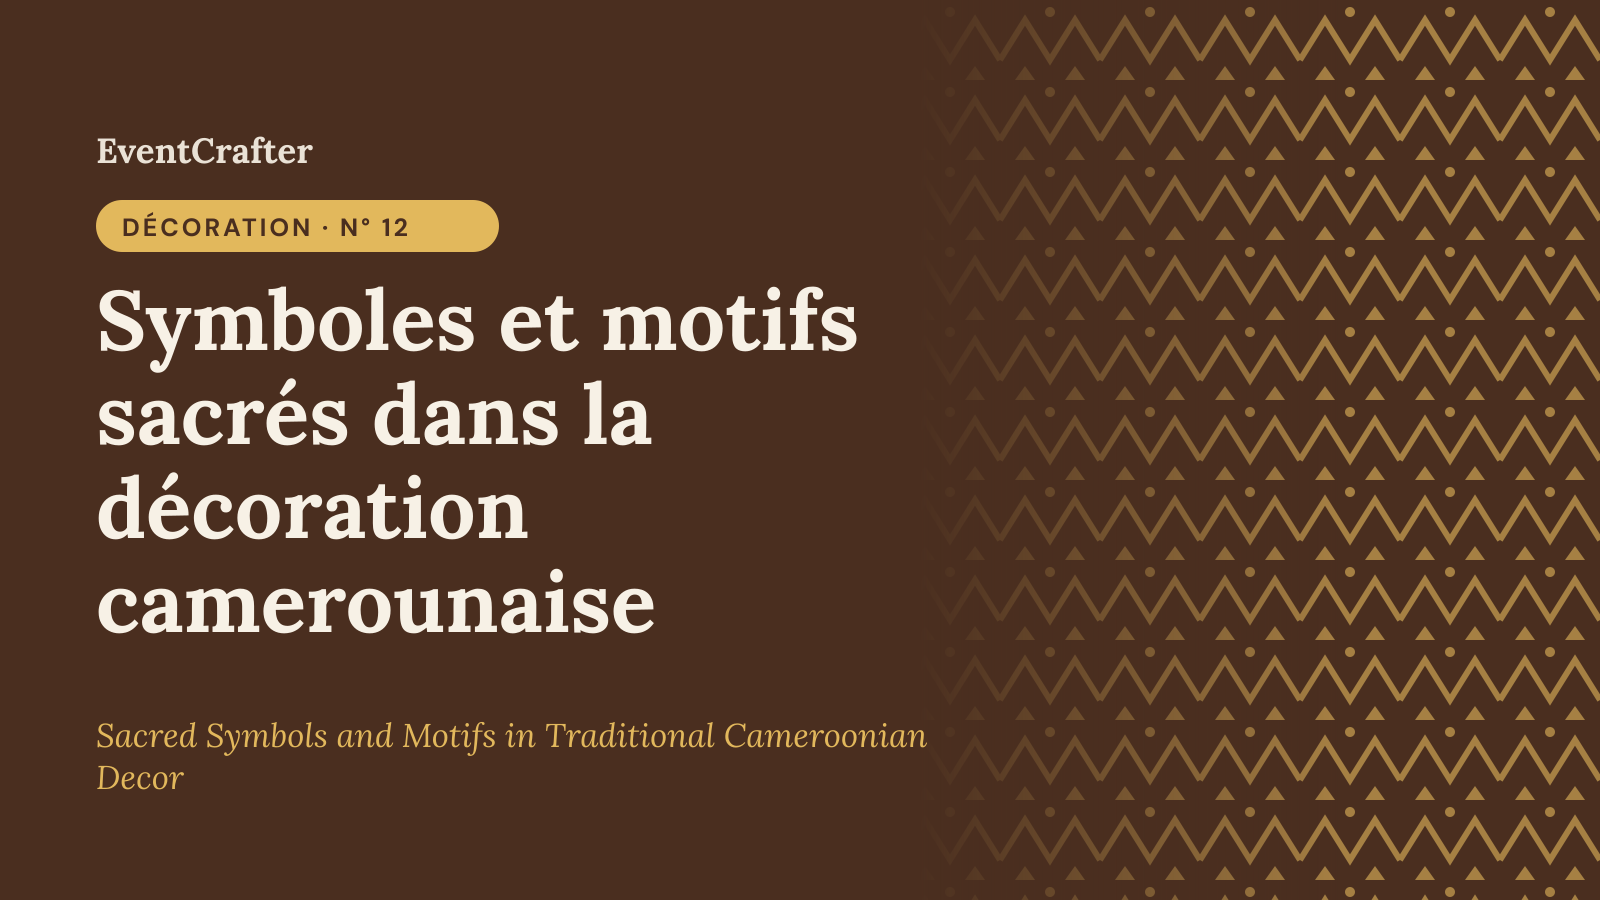 EventCrafter
DÉCORATION · N° 12
Symboles et motifs
sacrés dans la
décoration
camerounaise
Sacred Symbols and Motifs in Traditional Cameroonian
Decor